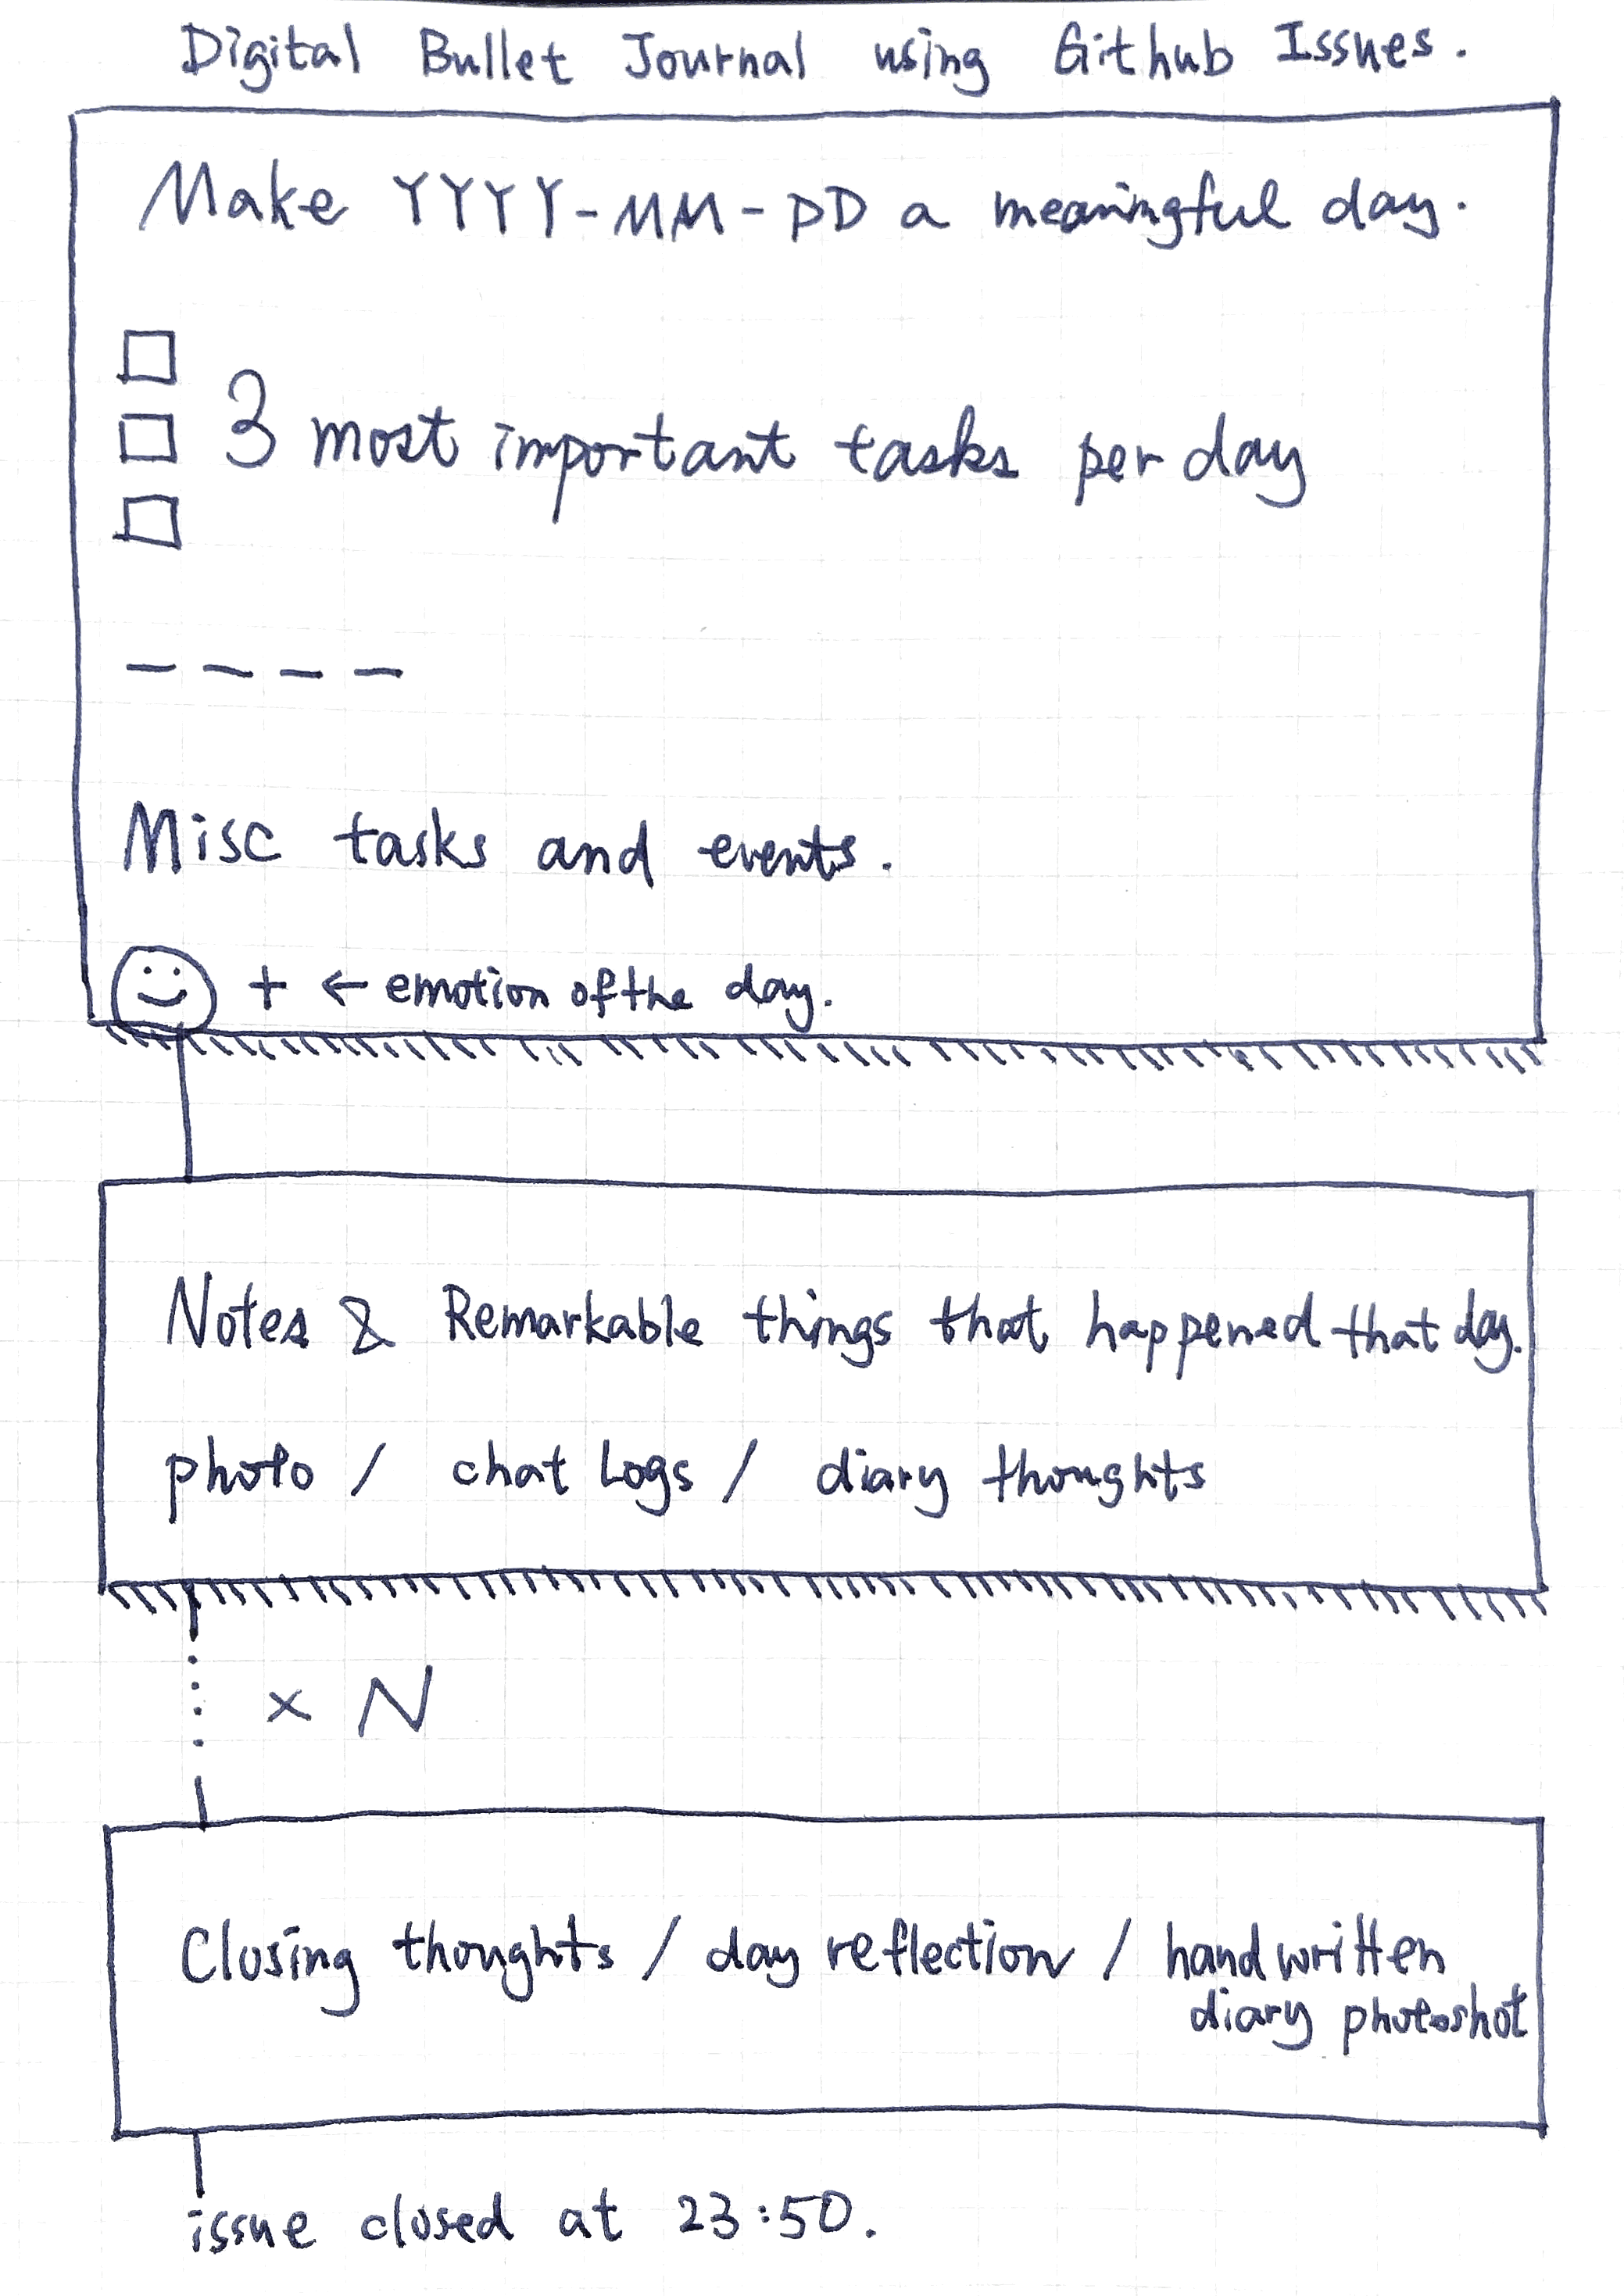 Digital Bullet Journal using Github Issues.
Make YYYY-MM-DD a meaningful day.
3 most important tasks per day
Misc tasks and events.
+ ← emotion of the day.
Notes & Remarkable things that happened that day.
photo / chat logs / diary thoughts
× N
Closing thoughts / day reflection / handwritten
diary photoshot
issue closed at 23:50.